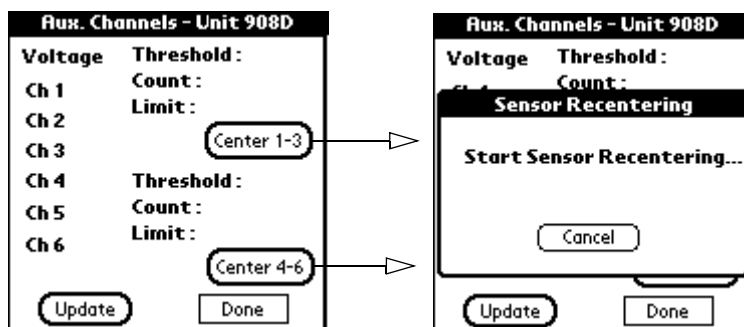 Aux. Channels - Unit 908D
Voltage Threshold :
Ch 1 Count :
Limit :
Ch 2
Ch 3 Center 1-3
Ch 4 Threshold :
Ch 5 Count :
Limit :
Ch 6
Center 4-6
Update Done
Aux. Channels - Unit 908D
Voltage Threshold :
Count :
Sensor Recentering
Start Sensor Recentering...
Cancel
Update Done